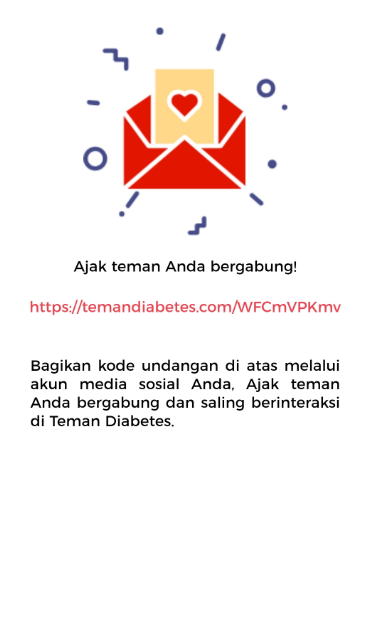 Ajak teman Anda bergabung!
https://temandiabetes.com/WFCmVPKmv
Bagikan kode undangan di atas melalui
akun media sosial Anda, Ajak teman
Anda bergabung dan saling berinteraksi
di Teman Diabetes.